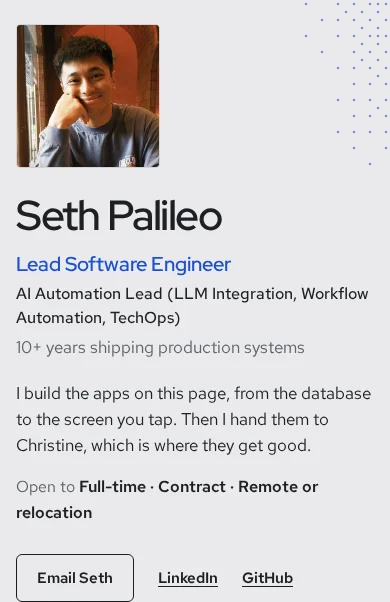 Seth Palileo
Lead Software Engineer
AI Automation Lead (LLM Integration, Workflow
Automation, TechOps)
10+ years shipping production systems
I build the apps on this page, from the database
to the screen you tap. Then I hand them to
Christine, which is where they get good.
Open to Full-time · Contract · Remote or
relocation
Email Seth LinkedIn GitHub